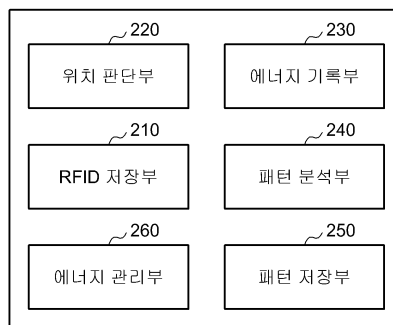 220
230
위치 판단부
에너지 기록부
210
240
RFID 저장부
패턴 분석부
260
250
에너지 관리부
패턴 저장부